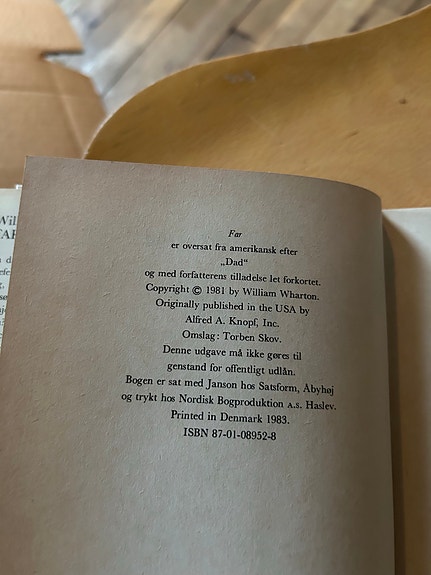 Far
er oversat fra amerikansk efter
„Dad“
og med forfatterens tilladelse let forkortet.
Copyright © 1981 by William Wharton.
Originally published in the USA by
Alfred A. Knopf, Inc.
Omslag: Torben Skov.
Denne udgave må ikke gøres til
genstand for offentligt udlån.
Bogen er sat med Janson hos Satsform, Åbyhøj
og trykt hos Nordisk Bogproduktion A.S. Haslev.
Printed in Denmark 1983.
ISBN 87-01-08952-8